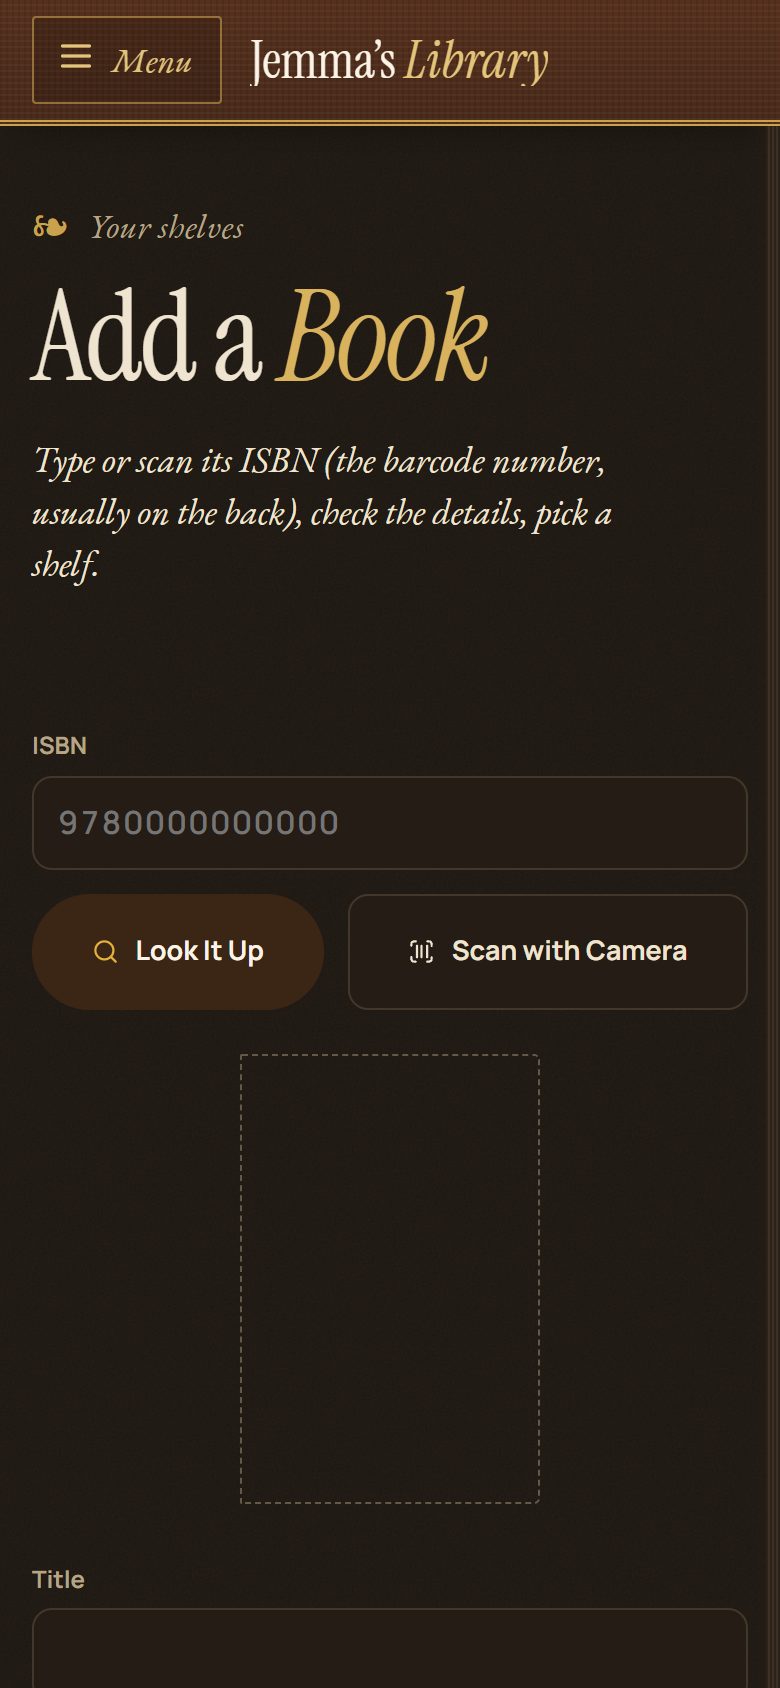 Menu
Jemma’s Library
Your shelves
Add a Book
Type or scan its ISBN (the barcode number,
usually on the back), check the details, pick a
shelf.
ISBN
9780000000000
Look It Up
Scan with Camera
Title